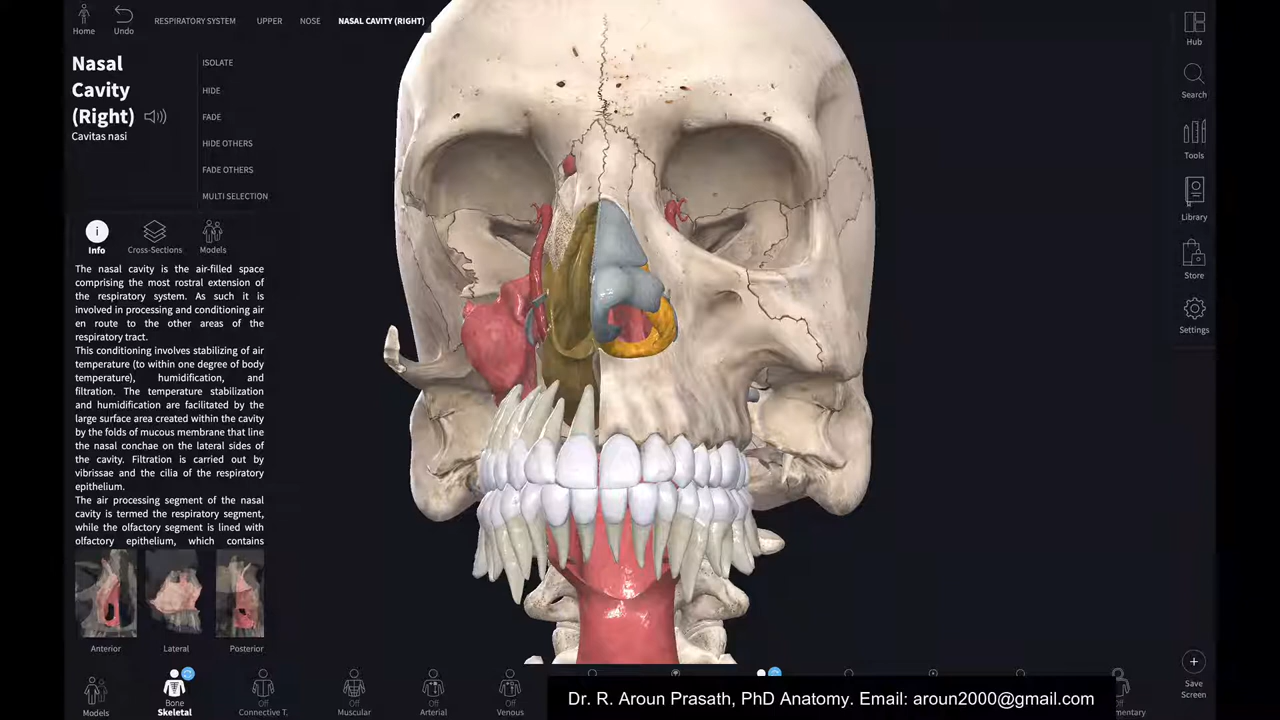 Home
Undo
RESPIRATORY SYSTEM
UPPER
NOSE
NASAL CAVITY (RIGHT)
Nasal
Cavity
(Right)
Cavitas nasi
ISOLATE
HIDE
FADE
HIDE OTHERS
FADE OTHERS
MULTI SELECTION
Info
Cross-Sections
Models
The nasal cavity is the air-filled space
comprising the most rostral extension of
the respiratory system. As such it is
involved in processing and conditioning air
en route to the other areas of the
respiratory tract.
This conditioning involves stabilizing of air
temperature (to within one degree of body
temperature), humidification, and
filtration. The temperature stabilization
and humidification are facilitated by the
large surface area created within the cavity
by the folds of mucous membrane that line
the nasal conchae on the lateral sides of
the cavity. Filtration is carried out by
vibrissae and the cilia of the respiratory
epithelium.
The air processing segment of the nasal
cavity is termed the respiratory segment,
while the olfactory segment is lined with
olfactory epithelium, which contains
Anterior
Lateral
Posterior
Hub
Search
Tools
Library
Store
Settings
Save
Screen
Models
Bone
Skeletal
Off
Connective T.
Off
Muscular
Off
Arterial
Off
Venous
Off
mentary
Dr. R. Aroun Prasath, PhD Anatomy. Email: aroun2000@gmail.com